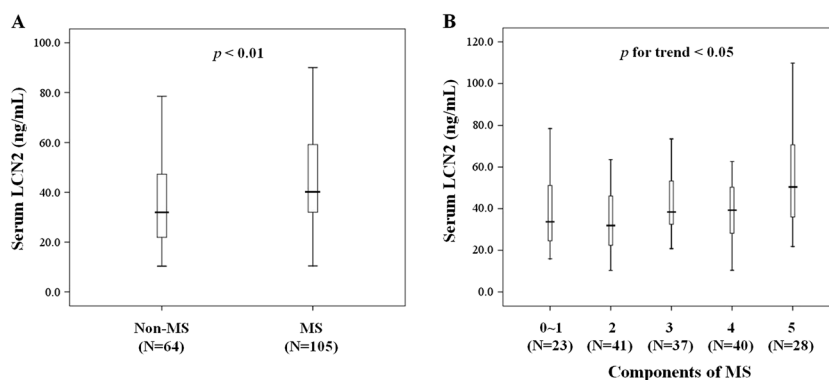 A
p < 0.01
Serum LCN2 (ng/mL)
100.0
80.0
60.0
40.0
20.0
0.0
Non-MS MS
(N=64) (N=105)
B
p for trend < 0.05
Serum LCN2 (ng/mL)
120.0
100.0
80.0
60.0
40.0
20.0
0.0
0~1 2 3 4 5
(N=23) (N=41) (N=37) (N=40) (N=28)
Components of MS